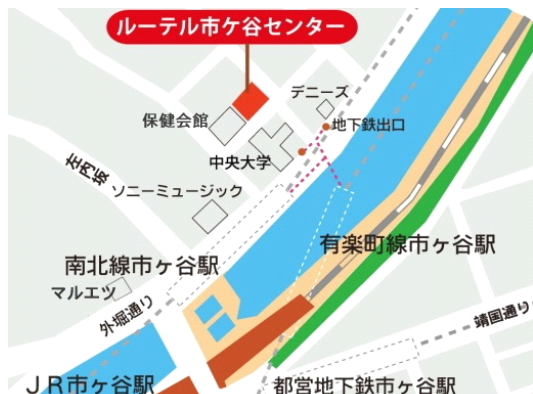 ルーテル市ケ谷センター
デニーズ
保健会館
地下鉄出口
中央大学
左内坂
ソニーミュージック
有楽町線市ヶ谷駅
南北線市ヶ谷駅
マルエツ
外堀通り
靖国通り
JR市ヶ谷駅
都営地下鉄市ヶ谷駅